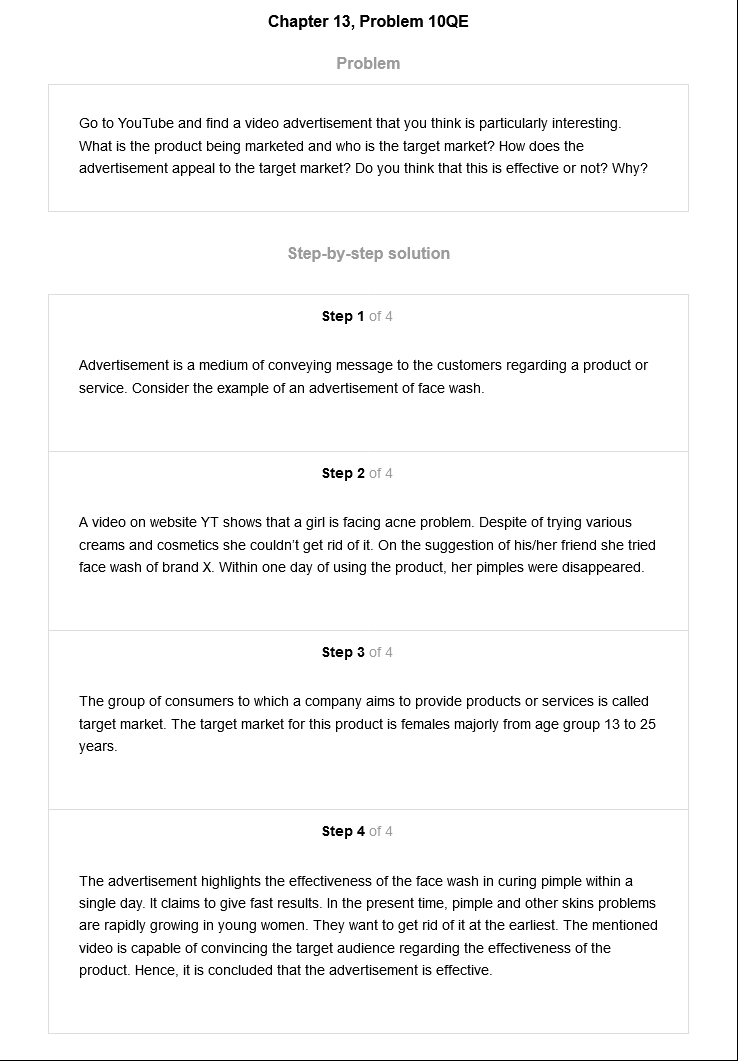 Chapter 13, Problem 10QE
Problem
Go to YouTube and find a video advertisement that you think is particularly interesting.
What is the product being marketed and who is the target market? How does the
advertisement appeal to the target market? Do you think that this is effective or not? Why?
Step-by-step solution
Step 1 of 4
Advertisement is a medium of conveying message to the customers regarding a product or
service. Consider the example of an advertisement of face wash.
Step 2 of 4
A video on website YT shows that a girl is facing acne problem. Despite of trying various
creams and cosmetics she couldn't get rid of it. On the suggestion of his/her friend she tried
face wash of brand X. Within one day of using the product, her pimples were disappeared.
Step 3 of 4
The group of consumers to which a company aims to provide products or services is called
target market. The target market for this product is females majorly from age group 13 to 25
years.
Step 4 of 4
The advertisement highlights the effectiveness of the face wash in curing pimple within a
single day. It claims to give fast results. In the present time, pimple and other skins problems
are rapidly growing in young women. They want to get rid of it at the earliest. The mentioned
video is capable of convincing the target audience regarding the effectiveness of the
product. Hence, it is concluded that the advertisement is effective.